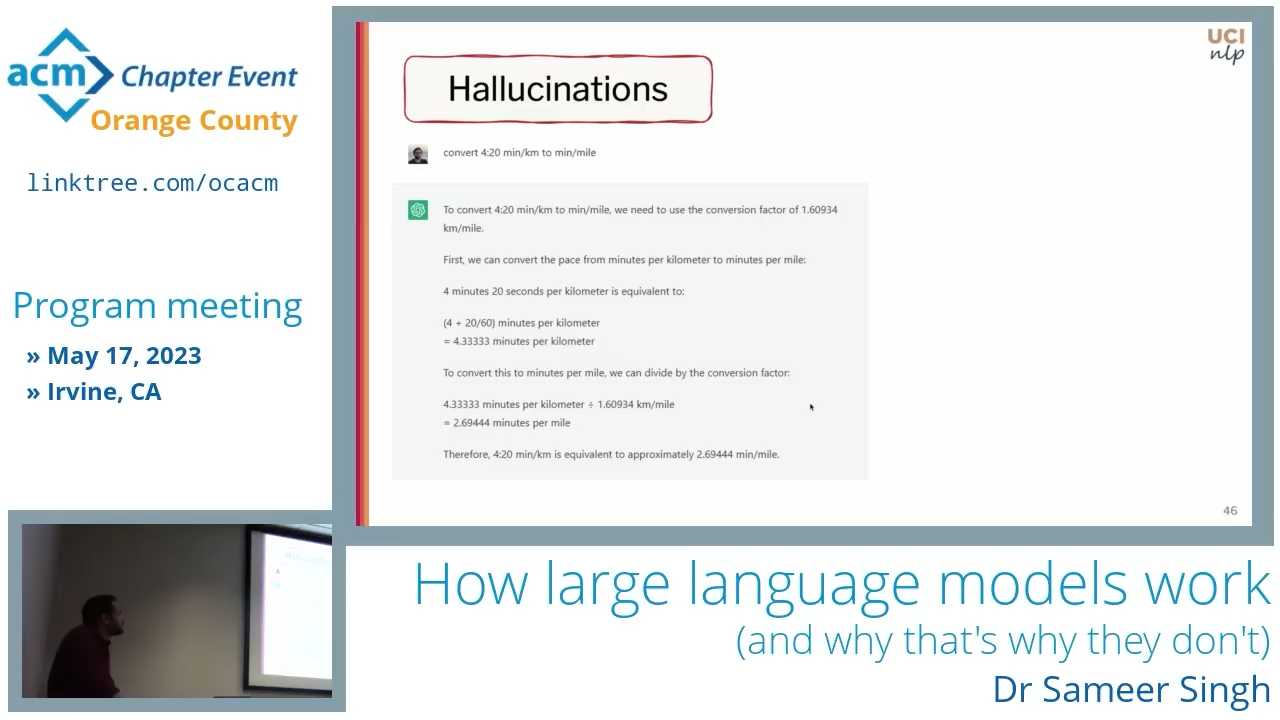 acm Chapter Event
Orange County
linktree.com/ocacm
Program meeting
» May 17, 2023
» Irvine, CA
UCI
nlp
Hallucinations
convert 4:20 min/km to min/mile
To convert 4:20 min/km to min/mile, we need to use the conversion factor of 1.60934
km/mile.
First, we can convert the pace from minutes per kilometer to minutes per mile:
4 minutes 20 seconds per kilometer is equivalent to:
(4 + 20/60) minutes per kilometer
= 4.33333 minutes per kilometer
To convert this to minutes per mile, we can divide by the conversion factor:
4.33333 minutes per kilometer ÷ 1.60934 km/mile
= 2.69444 minutes per mile
Therefore, 4:20 min/km is equivalent to approximately 2.69444 min/mile.
46
How large language models work
(and why that's why they don't)
Dr Sameer Singh